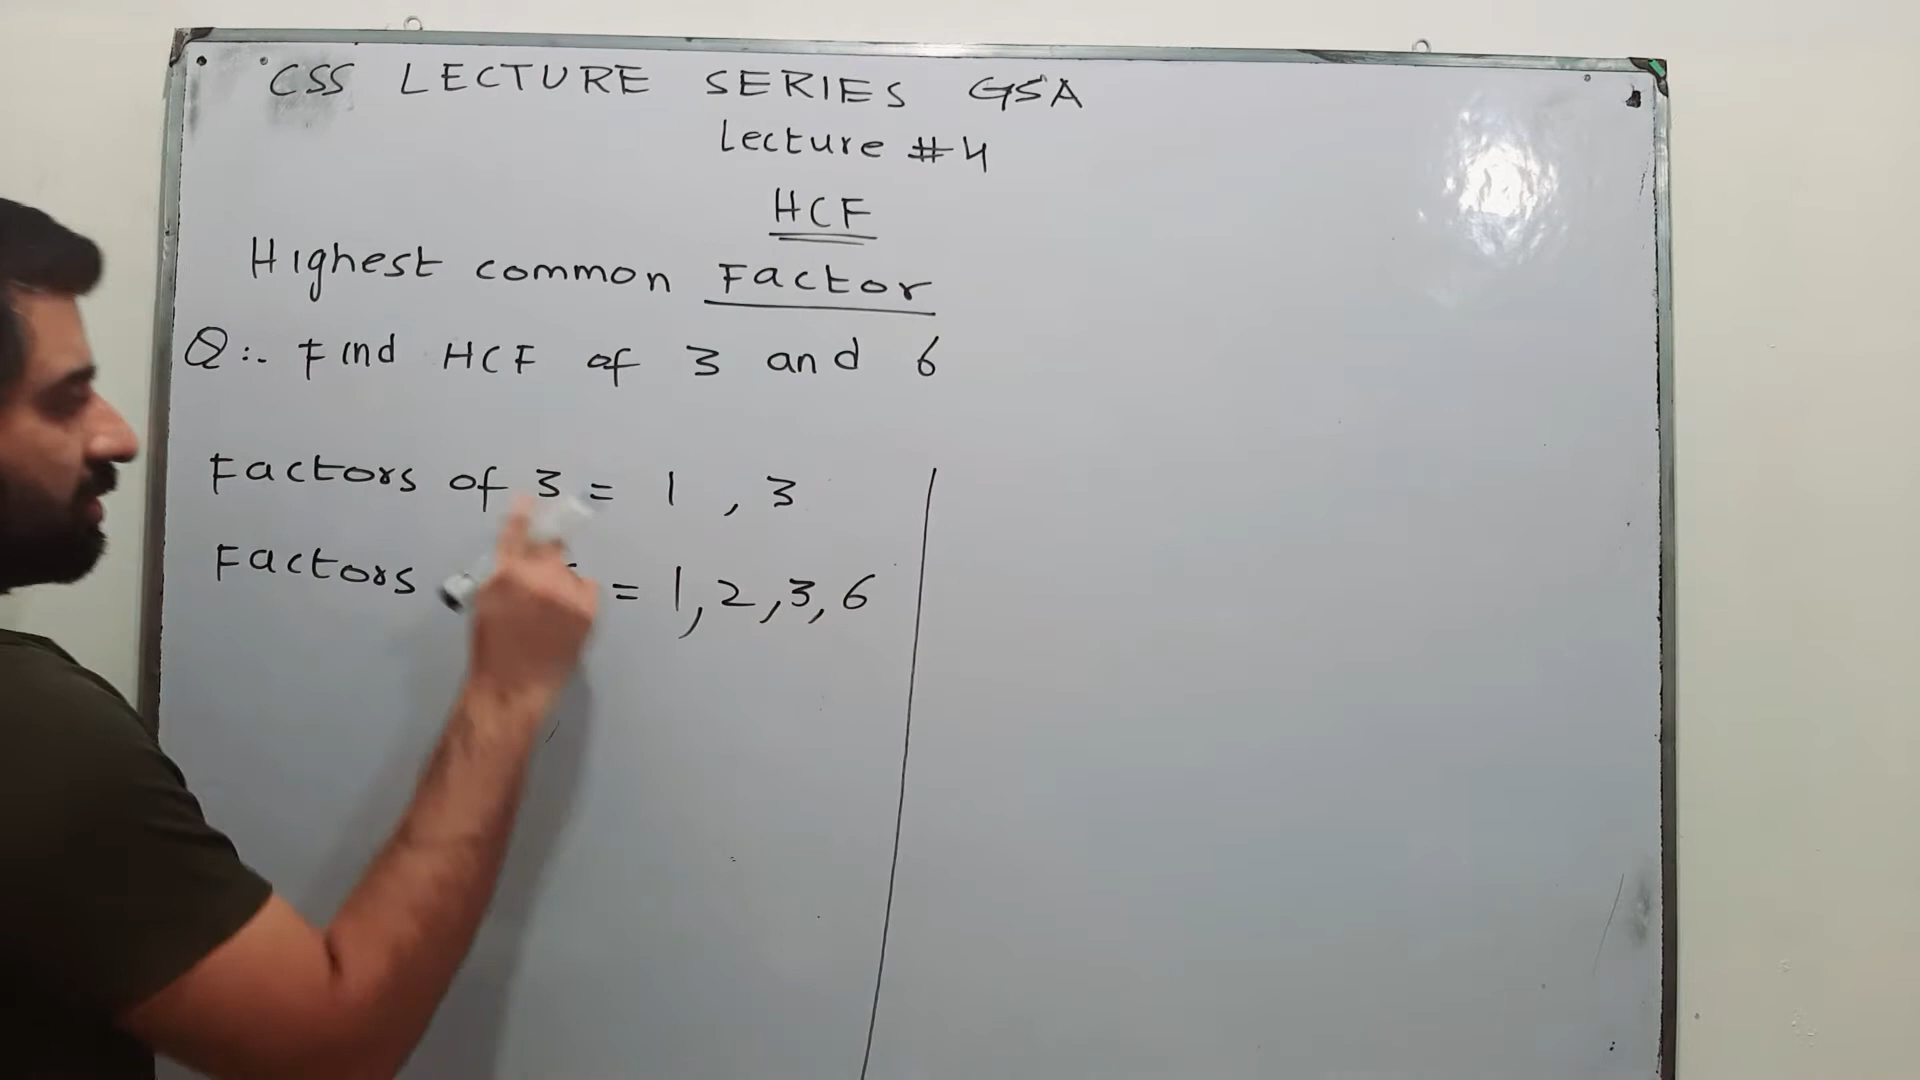 CSS LECTURE SERIES GSA
Lecture #4
HCF
Highest common Factor
Q:- Find HCF of 3 and 6
Factors of 3 = 1 , 3
Factors = 1, 2, 3, 6